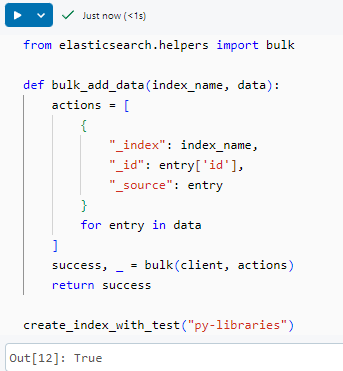 Just now (<1s)
from elasticsearch.helpers import bulk
def bulk_add_data(index_name, data):
    actions = [
        {
            "_index": index_name,
            "_id": entry['id'],
            "_source": entry
        }
        for entry in data
    ]
    success, _ = bulk(client, actions)
    return success
create_index_with_test("py-libraries")
Out[12]: True